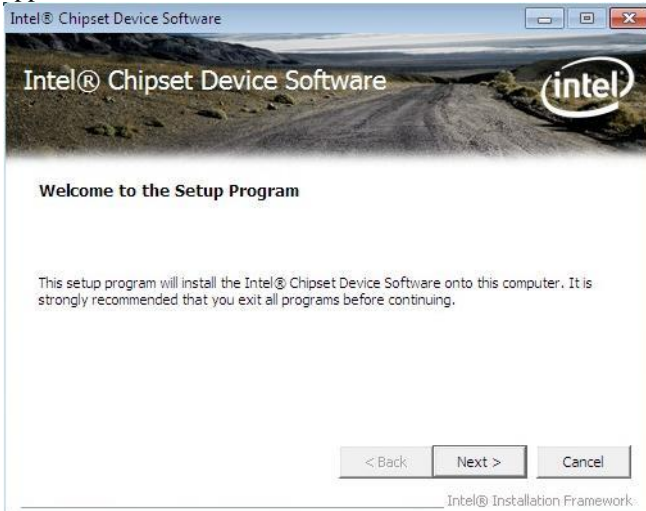 Intel® Chipset Device Software
Intel® Chipset Device Software
intel
Welcome to the Setup Program
This setup program will install the Intel® Chipset Device Software onto this computer. It is
strongly recommended that you exit all programs before continuing.
< Back Next > Cancel
Intel® Installation Framework